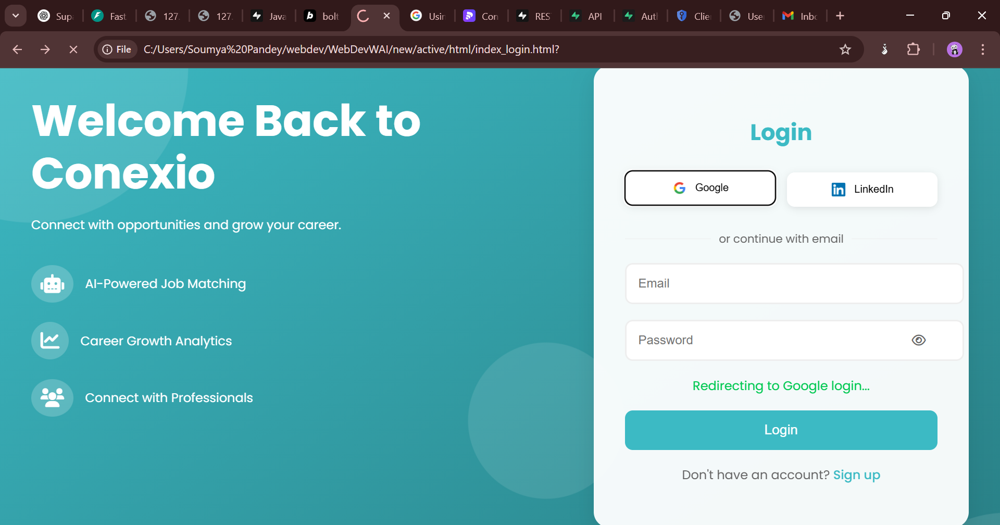 Sup
Fast
127.
127.
Java
bolt
Usin
Con
RES
API
Auth
Clie
Use
Inbo
File
C:/Users/Soumya%20Pandey/webdev/WebDevWAI/new/active/html/index_login.html?
Welcome Back to
Conexio
Connect with opportunities and grow your career.
AI-Powered Job Matching
Career Growth Analytics
Connect with Professionals
Login
Google
LinkedIn
or continue with email
Email
Password
Redirecting to Google login...
Login
Don't have an account? Sign up